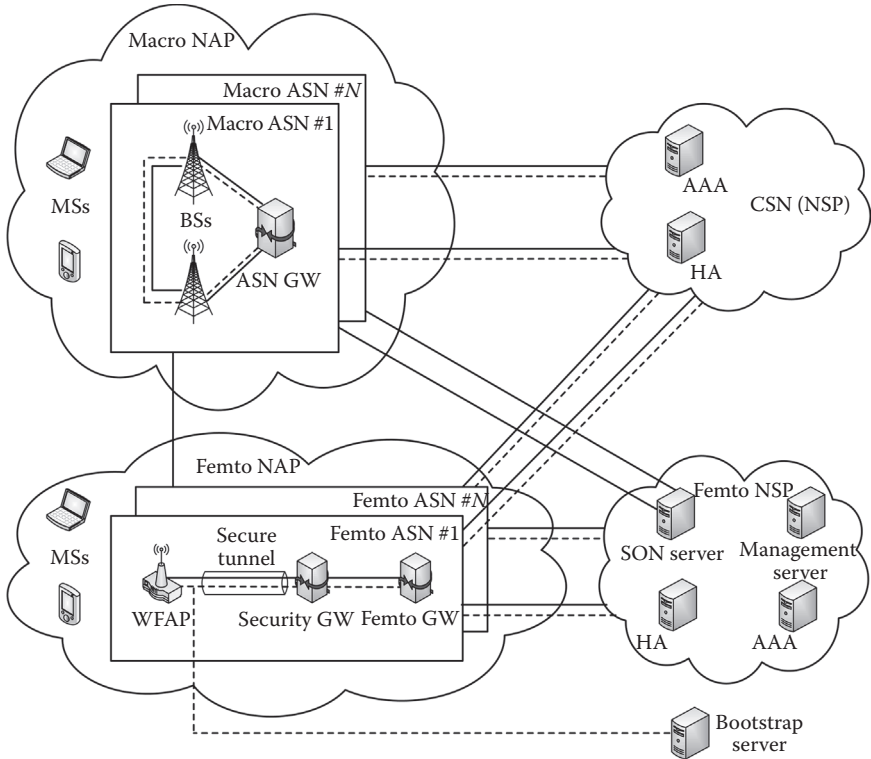 Macro NAP
Macro ASN #N
Macro ASN #1
MSs
BSs
ASN GW
AAA
CSN (NSP)
HA
Femto NAP
Femto ASN #N
Femto ASN #1
MSs
Secure
tunnel
WFAP
Security GW
Femto GW
Femto NSP
SON server
Management
server
HA
AAA
Bootstrap
server